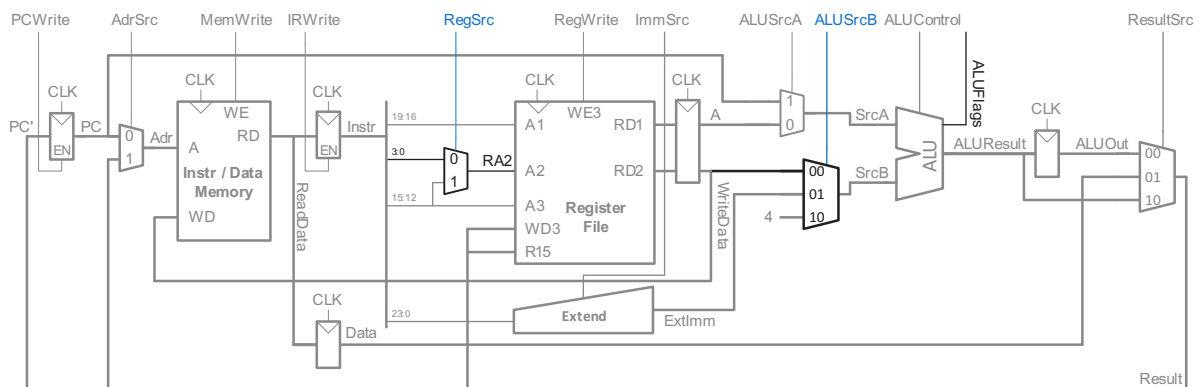 PCWrite AdrSrc MemWrite IRWrite RegSrc RegWrite ImmSrc ALUSrcA ALUSrcB ALUControl ResultSrc
CLK CLK CLK CLK CLK CLK
PC' EN PC 0 1 Adr
WE A RD Instr / Data Memory WD
EN Instr ReadData
19:16
3:0
15:12
23:0
0 1 RA2
WE3 A1 RD1 A2 RD2 A3 Register File WD3 R15
A WriteData
1 0 SrcA
00 01 10 4 SrcB
ALU ALUFlags ALUResult
ALUOut
00 01 10
CLK Data
Extend ExtImm
Result